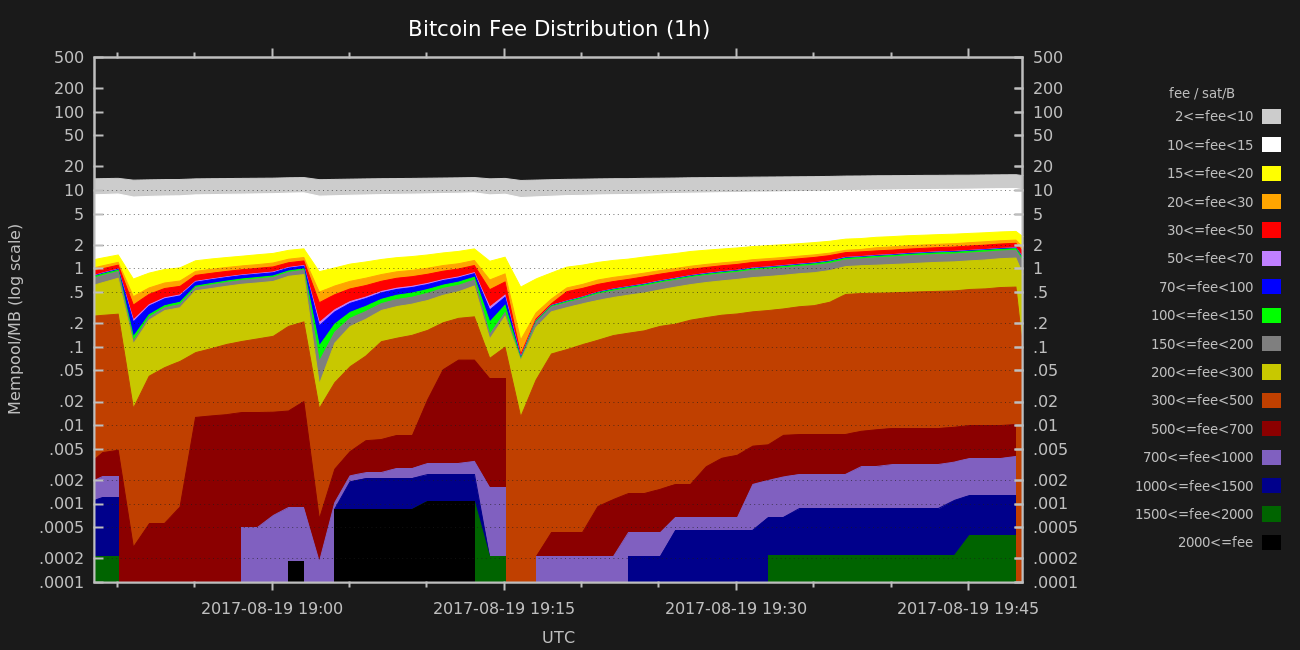 Bitcoin Fee Distribution (1h)
Mempool/MB (log scale)
500
200
100
50
20
10
5
2
1
.5
.2
.1
.05
.02
.01
.005
.002
.001
.0005
.0002
.0001
500
200
100
50
20
10
5
2
1
.5
.2
.1
.05
.02
.01
.005
.002
.001
.0005
.0002
.0001
2017-08-19 19:00
2017-08-19 19:15
2017-08-19 19:30
2017-08-19 19:45
UTC
fee / sat/B
2<=fee<10
10<=fee<15
15<=fee<20
20<=fee<30
30<=fee<50
50<=fee<70
70<=fee<100
100<=fee<150
150<=fee<200
200<=fee<300
300<=fee<500
500<=fee<700
700<=fee<1000
1000<=fee<1500
1500<=fee<2000
2000<=fee